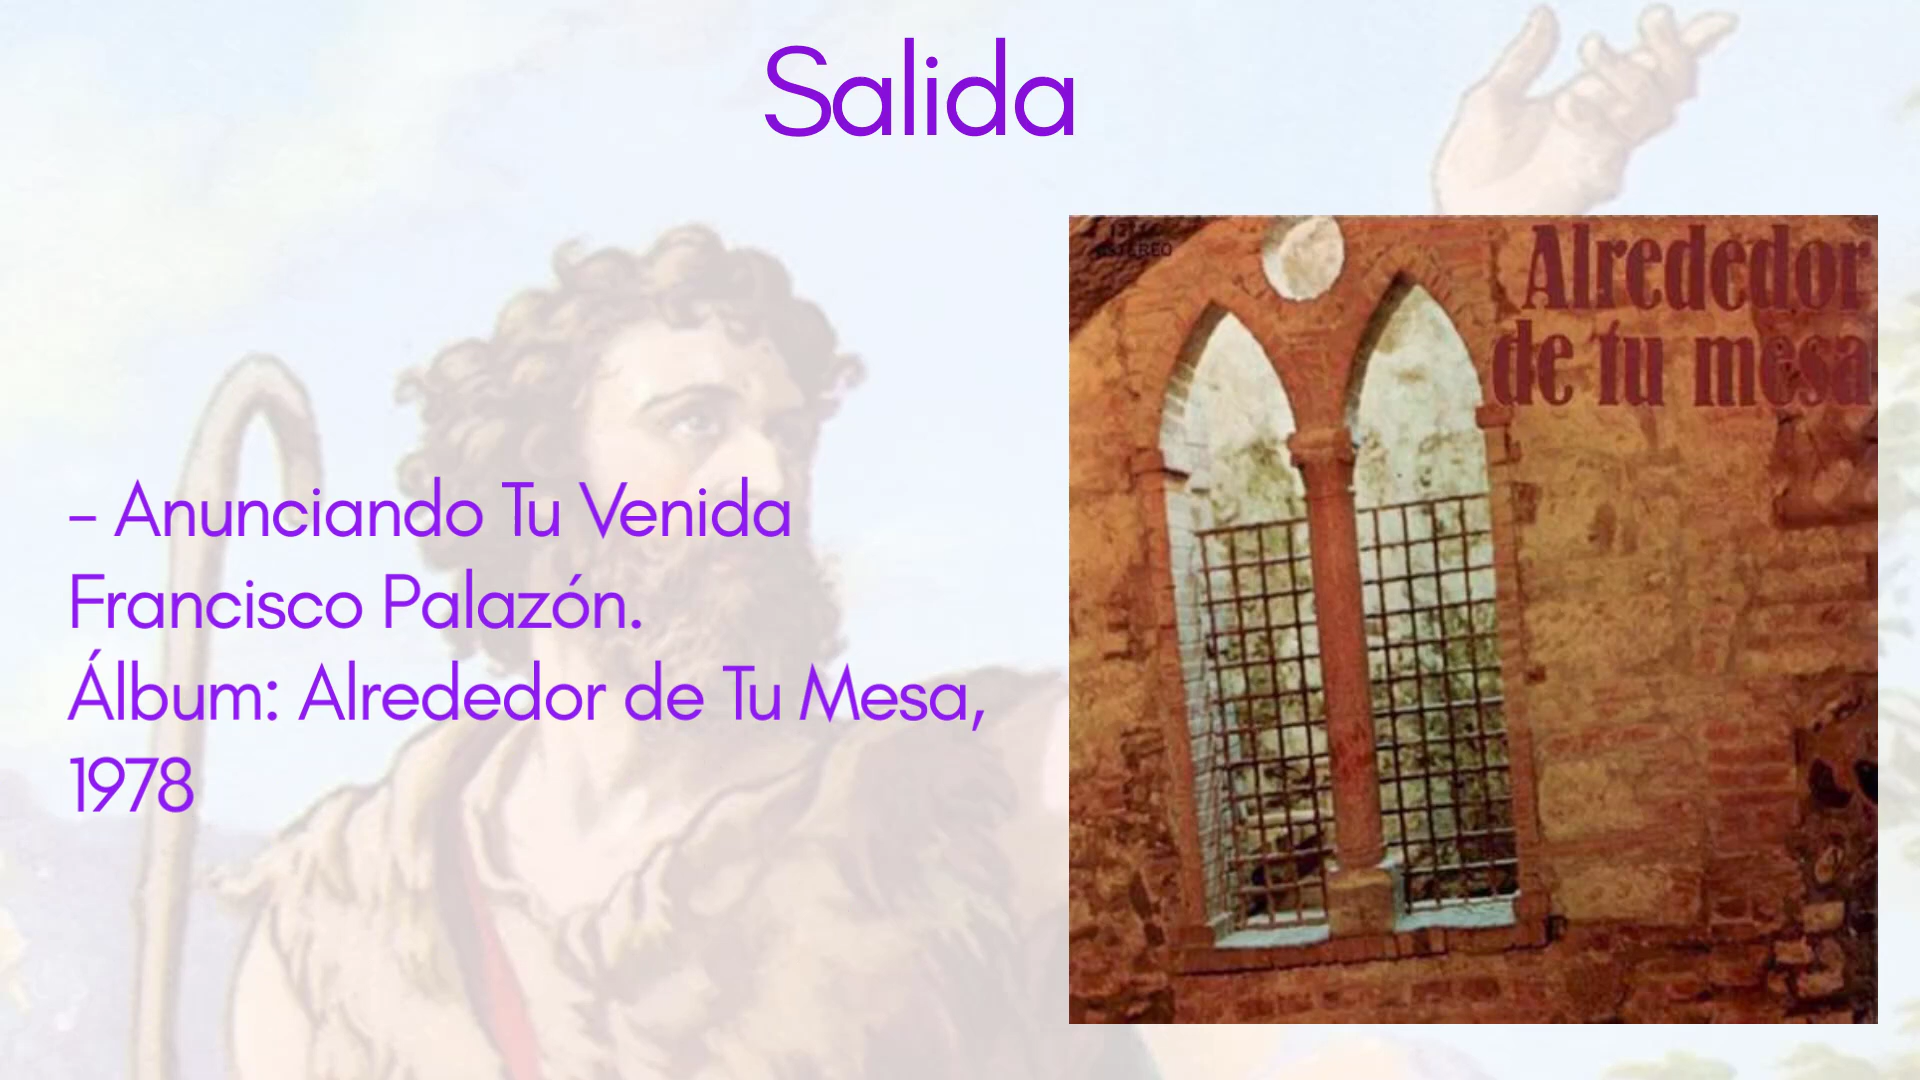 Salida
– Anunciando Tu Venida
Francisco Palazón.
Álbum: Alrededor de Tu Mesa,
1978
Alrededor
de tu mesa